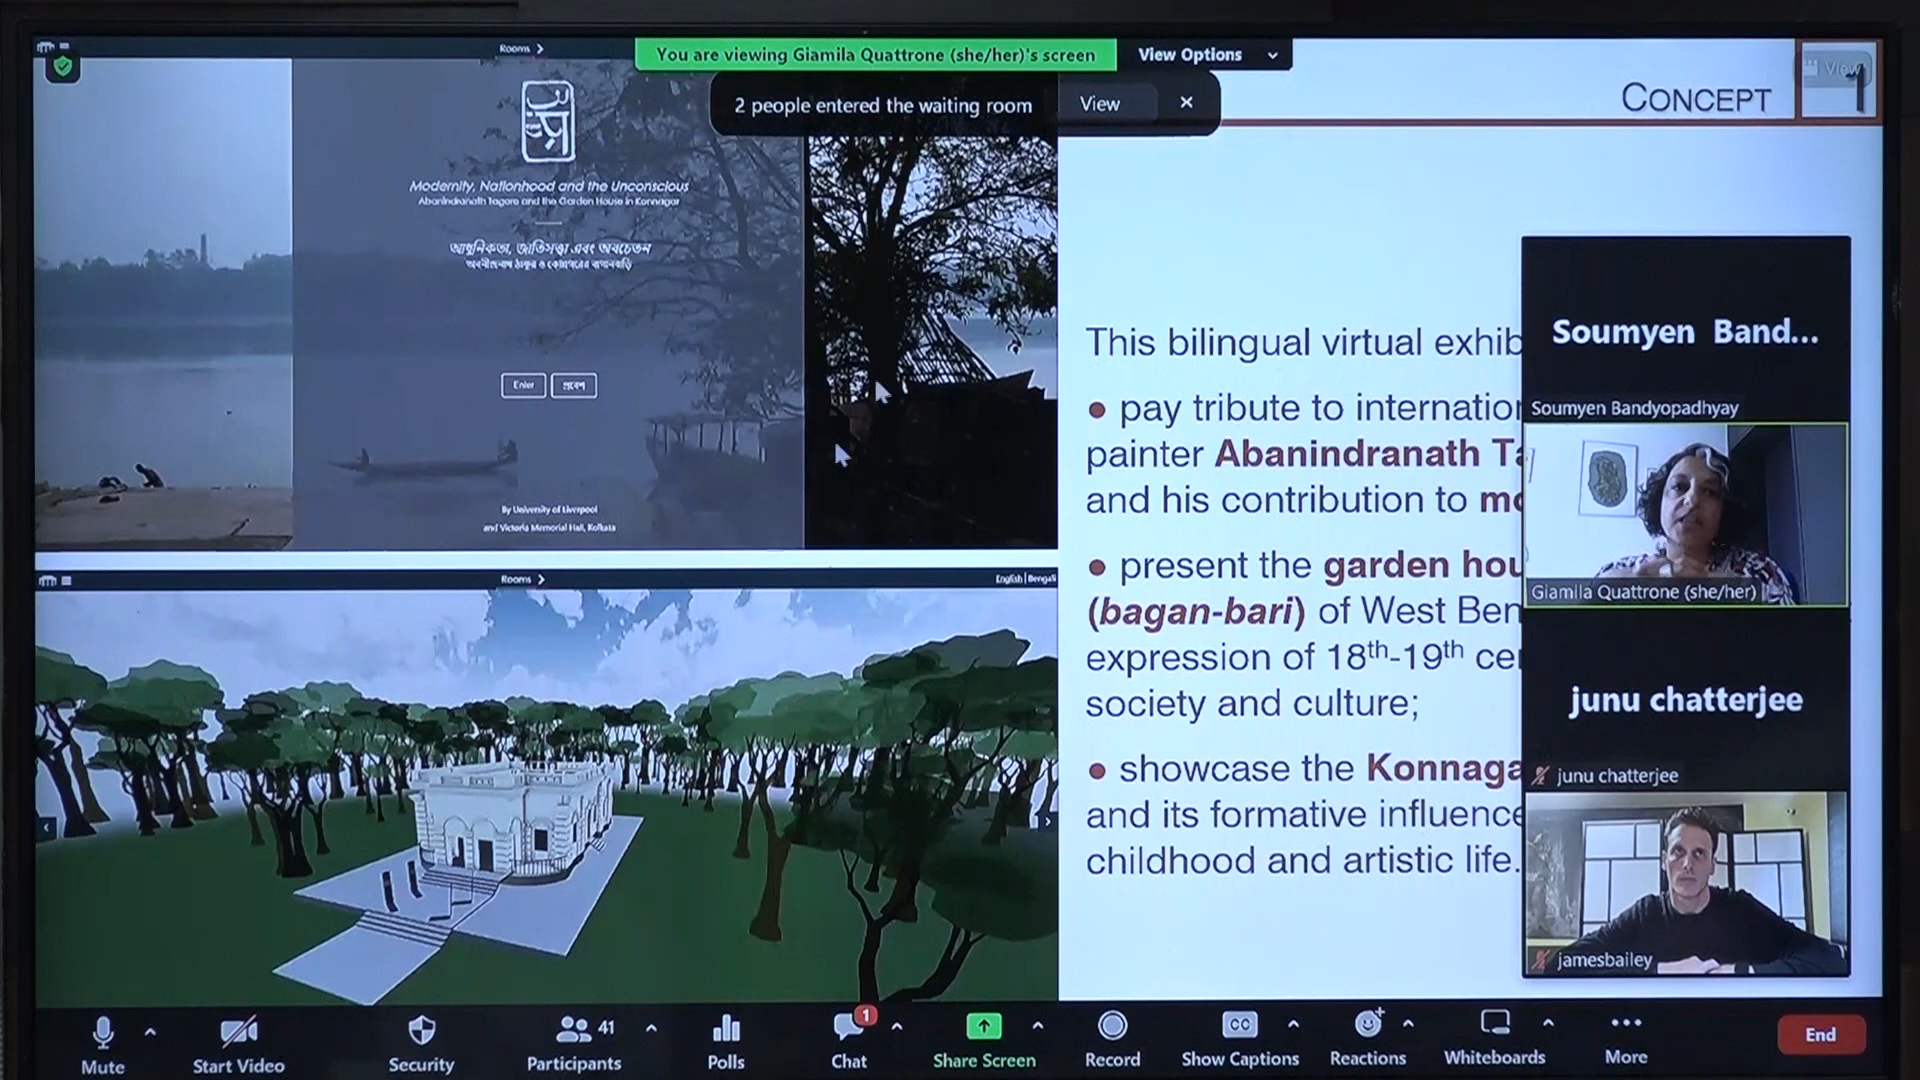 You are viewing Giamila Quattrone (she/her)'s screen
View Options
2 people entered the waiting room
View
Rooms
Modernity, Nationhood and the Unconscious
Abanindranath Tagore and the Garden House in Konnagar
আধুনিকতা, জাতিসত্ত্বা এবং অবচেতন
অবনীন্দ্রনাথ ঠাকুর ও কোন্নগরের বাগানবাড়ি
Enter
প্রবেশ
By University of Liverpool
and Victoria Memorial Hall, Kolkata
Rooms
English | Bengali
CONCEPT
View
1
This bilingual virtual exhib
• pay tribute to internation
painter Abanindranath Ta
and his contribution to mo
• present the garden hou
(bagan-bari) of West Ben
expression of 18th-19th cer
society and culture;
• showcase the Konnaga
and its formative influence
childhood and artistic life.
Soumyen Band...
Soumyen Bandyopadhyay
Giamila Quattrone (she/her)
junu chatterjee
junu chatterjee
jamesbailey
Mute
Start Video
Security
Participants
41
Polls
Chat
1
Share Screen
Record
CC
Show Captions
Reactions
Whiteboards
More
End